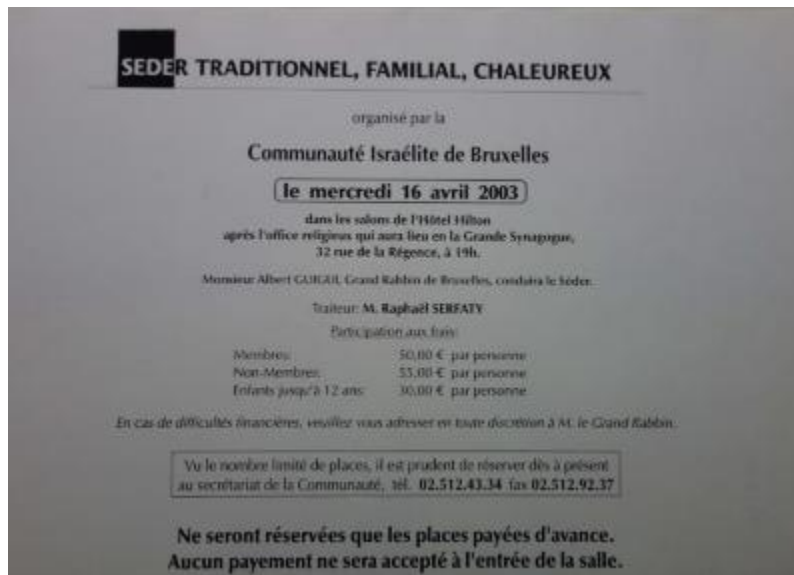 SEDER TRADITIONNEL, FAMILIAL, CHALEUREUX
organisé par la
Communauté Israélite de Bruxelles
le mercredi 16 avril 2003
dans les salons de l'Hôtel Hilton
après l'office religieux qui aura lieu en la Grande Synagogue,
32 rue de la Régence, à 19h.
Monsieur Albert GUIGUI, Grand Rabbin de Bruxelles, conduira le Séder.
Traiteur: M. Raphaël SERFATY
Participation aux frais:
Membres: 50,00 € par personne
Non-Membres: 55,00 € par personne
Enfants jusqu'à 12 ans: 30,00 € par personne
En cas de difficultés financières, veuillez vous adresser en toute discrétion à M. le Grand Rabbin.
Vu le nombre limité de places, il est prudent de réserver dès à présent
au secrétariat de la Communauté, tél. 02.512.43.34 fax 02.512.92.37
Ne seront réservées que les places payées d'avance.
Aucun payement ne sera accepté à l'entrée de la salle.